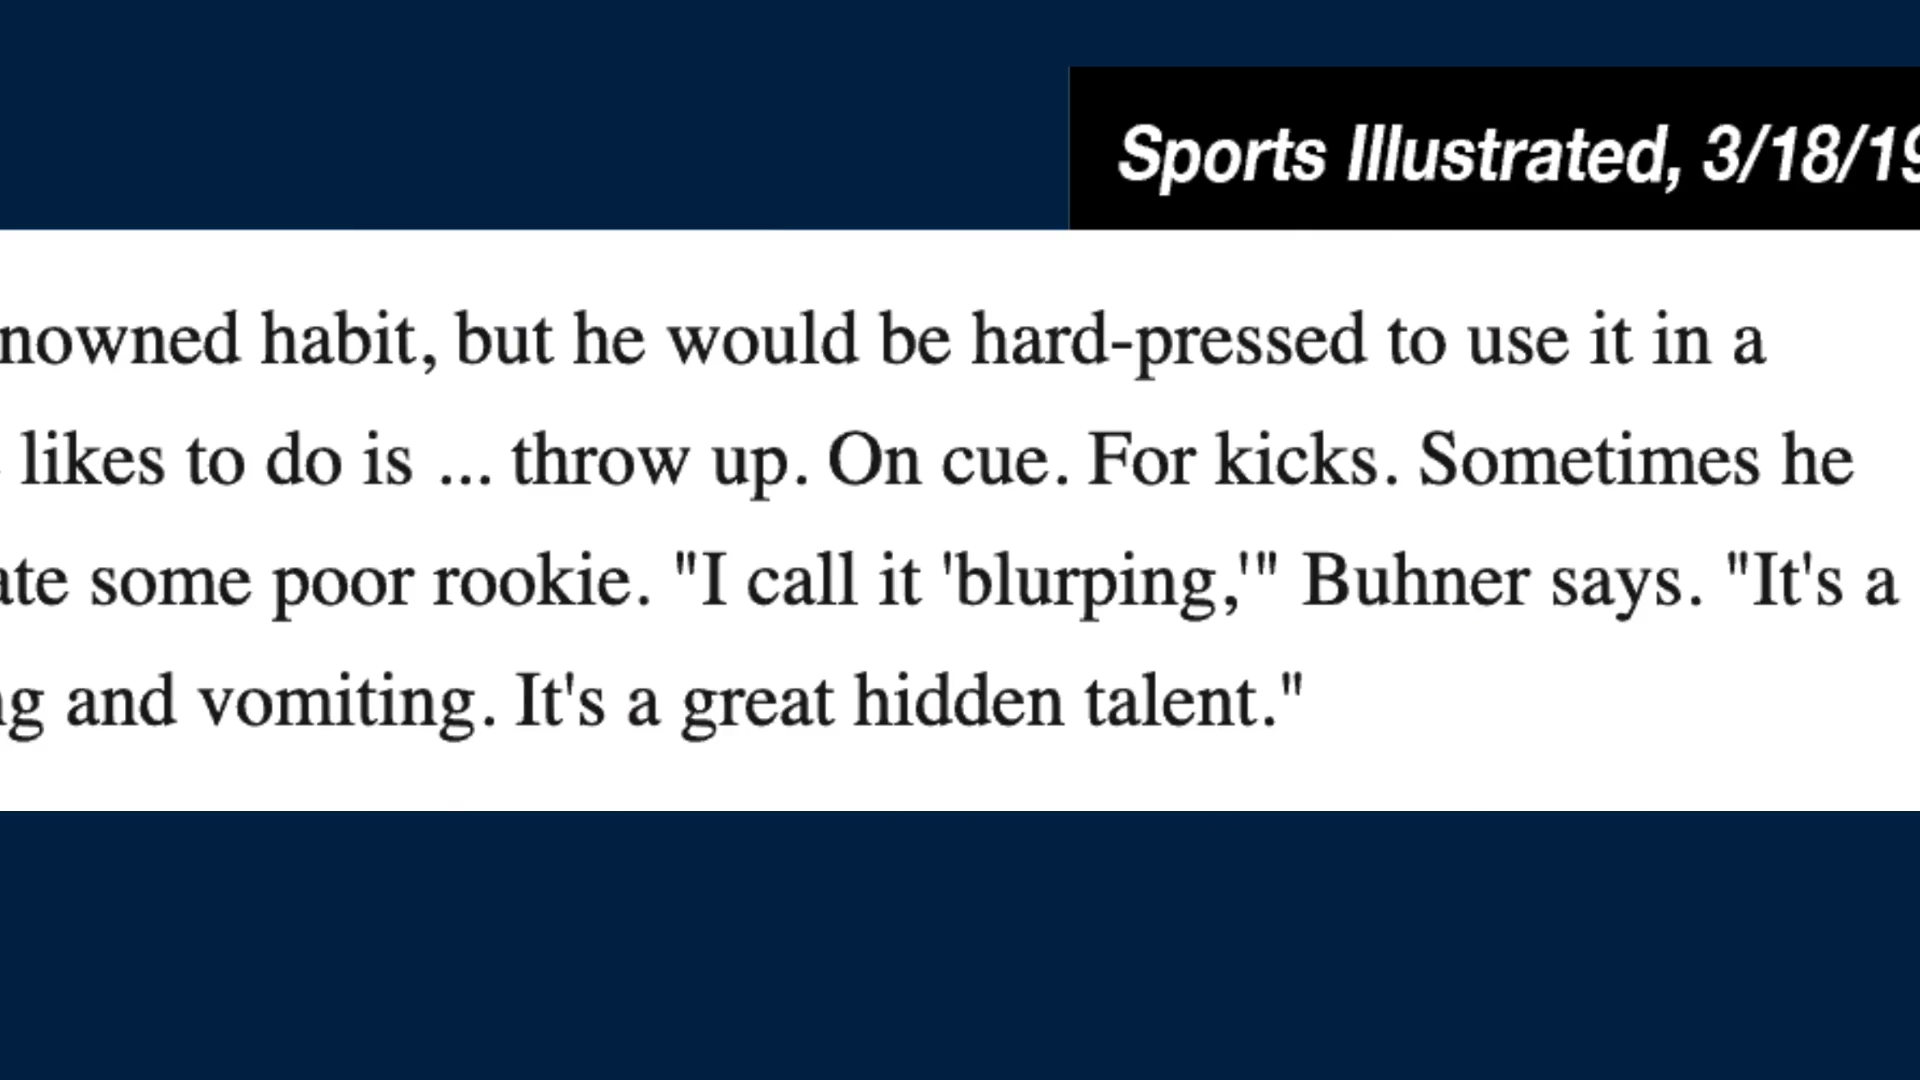 Sports Illustrated, 3/18/19
nowned habit, but he would be hard-pressed to use it in a
likes to do is ... throw up. On cue. For kicks. Sometimes he
ate some poor rookie. "I call it 'blurping,'" Buhner says. "It's a
g and vomiting. It's a great hidden talent."